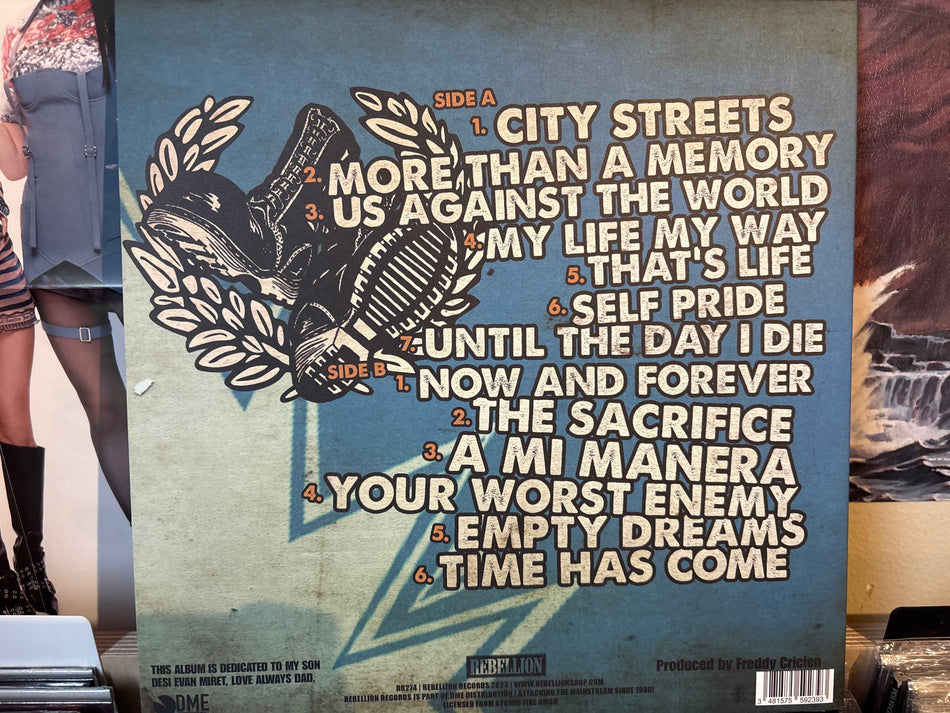 SIDE A
1. CITY STREETS
2. MORE THAN A MEMORY
3. US AGAINST THE WORLD
4. MY LIFE MY WAY
5. THAT'S LIFE
6. SELF PRIDE
7. UNTIL THE DAY I DIE
SIDE B
1. NOW AND FOREVER
2. THE SACRIFICE
3. A MI MANERA
4. YOUR WORST ENEMY
5. EMPTY DREAMS
6. TIME HAS COME
THIS ALBUM IS DEDICATED TO MY SON
DESI EVAN MIRET, LOVE ALWAYS DAD,
DME
REBELLION
RR274 | REBELLION RECORDS 2023 | WWW.REBELLIONSHOP.COM
REBELLION RECORDS IS PART OF DME DISTRIBUTION | ATTACKING THE MAINSTREAM SINCE 1990!
LICENSED FROM ATOMIC FIRE GMBH
Produced by Freddy Cricien
3 481575 592393